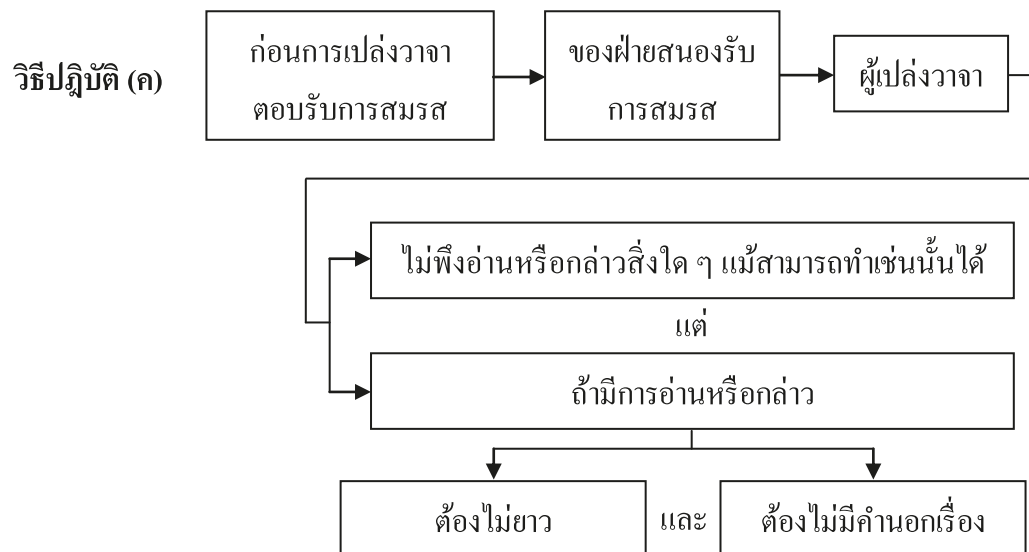 วิธีปฏิบัติ (ค)
ก่อนการเปล่งวาจา
ตอบรับการสมรส
ของฝ่ายสนองรับ
การสมรส
ผู้เปล่งวาจา
ไม่พึงอ่านหรือกล่าวสิ่งใด ๆ แม้สามารถทำเช่นนั้นได้
แต่
ถ้ามีการอ่านหรือกล่าว
ต้องไม่ยาว
และ
ต้องไม่มีคำนอกเรื่อง